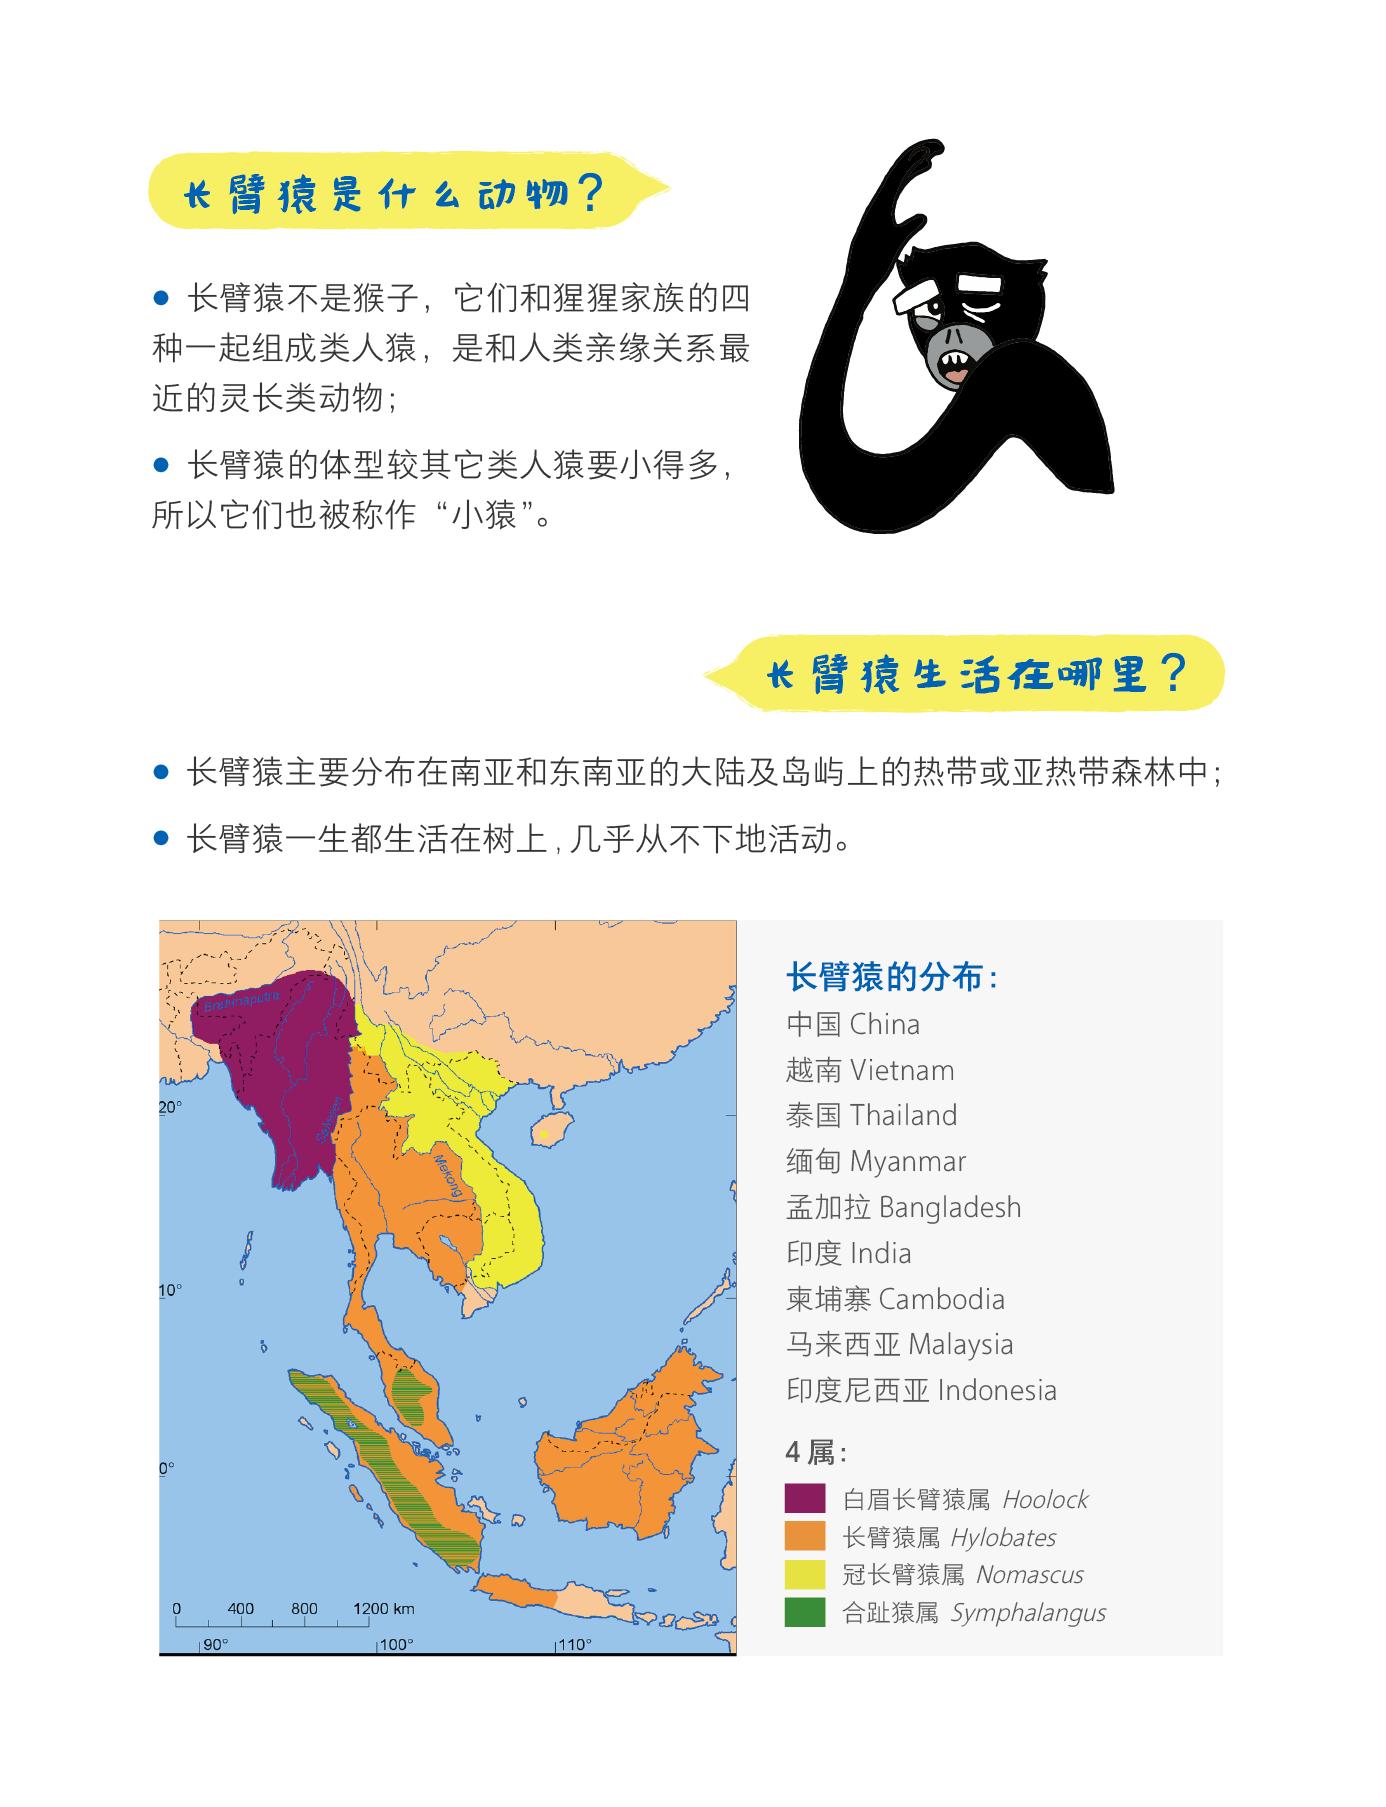 长臂猿是什么动物？
● 长臂猿不是猴子，它们和猩猩家族的四
种一起组成类人猿，是和人类亲缘关系最
近的灵长类动物；
● 长臂猿的体型较其它类人猿要小得多，
所以它们也被称作“小猿”。
长臂猿生活在哪里？
● 长臂猿主要分布在南亚和东南亚的大陆及岛屿上的热带或亚热带森林中；
● 长臂猿一生都生活在树上,几乎从不下地活动。
Brahmaputra
Salween
Mekong
20°
10°
0°
0 400 800 1200 km
90° 100° 110°
长臂猿的分布：
中国 China
越南 Vietnam
泰国 Thailand
缅甸 Myanmar
孟加拉 Bangladesh
印度 India
柬埔寨 Cambodia
马来西亚 Malaysia
印度尼西亚 Indonesia
4 属：
白眉长臂猿属 Hoolock
长臂猿属 Hylobates
冠长臂猿属 Nomascus
合趾猿属 Symphalangus